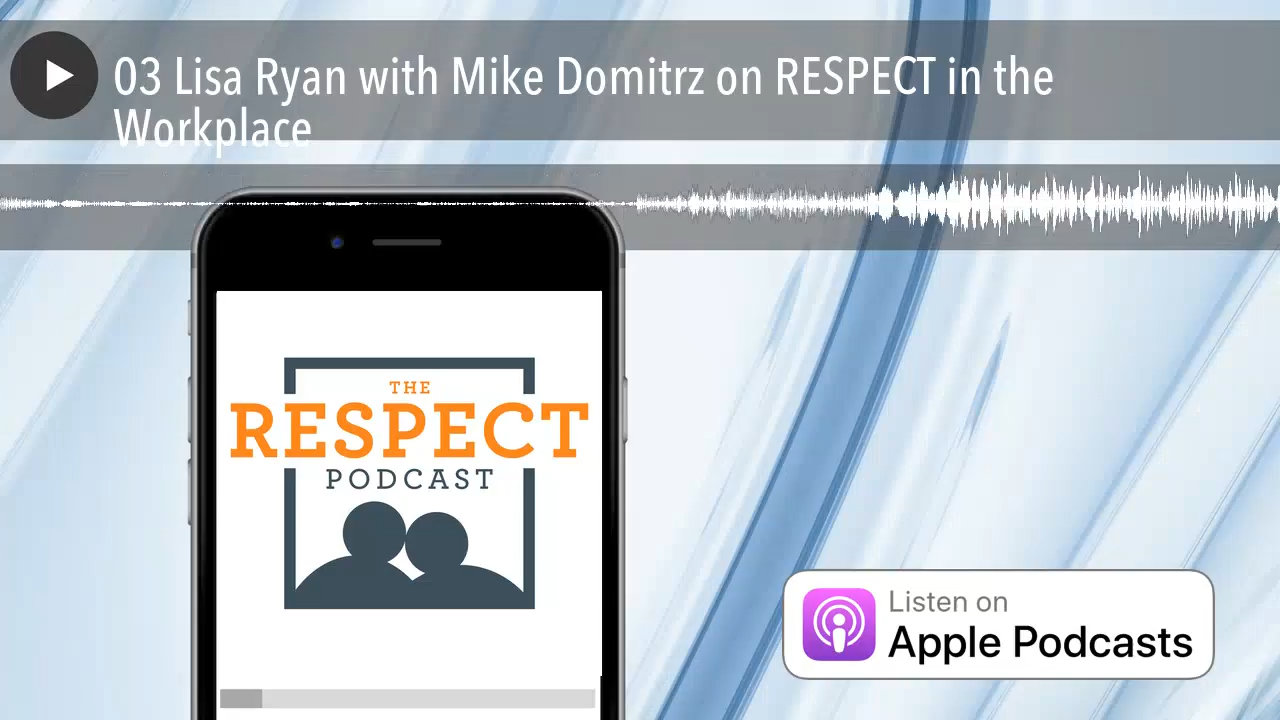 03 Lisa Ryan with Mike Domitrz on RESPECT in the
Workplace
THE
RESPECT
PODCAST
Listen on
Apple Podcasts